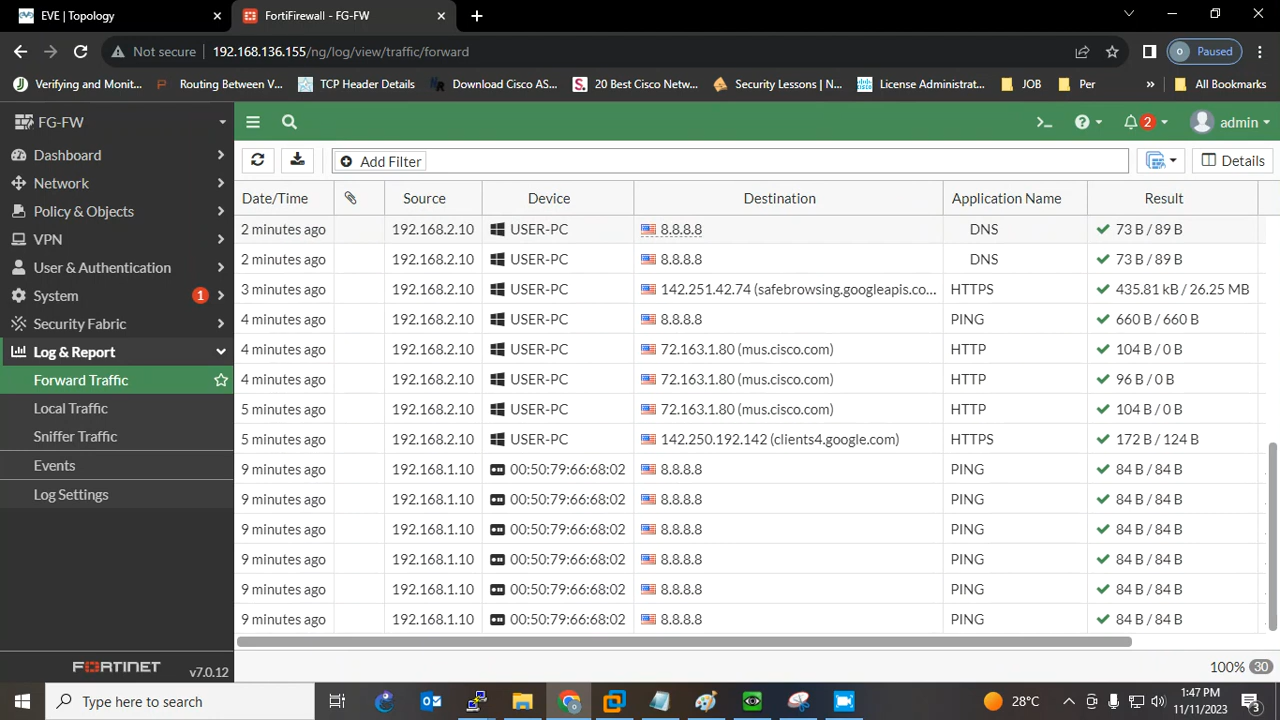 EVE | Topology
FortiFirewall - FG-FW
Not secure 192.168.136.155/ng/log/view/traffic/forward
Paused
Verifying and Monit... Routing Between V... TCP Header Details Download Cisco AS... 20 Best Cisco Netw... Security Lessons | N... License Administrat... JOB Per » All Bookmarks
FG-FW
2
admin
Dashboard
Network
Policy & Objects
VPN
User & Authentication
System 1
Security Fabric
Log & Report
Forward Traffic
Local Traffic
Sniffer Traffic
Events
Log Settings
FORTINET v7.0.12
Add Filter
Details
Date/Time Source Device Destination Application Name Result
2 minutes ago 192.168.2.10 USER-PC 8.8.8.8 DNS 73 B / 89 B
2 minutes ago 192.168.2.10 USER-PC 8.8.8.8 DNS 73 B / 89 B
3 minutes ago 192.168.2.10 USER-PC 142.251.42.74 (safebrowsing.googleapis.co... HTTPS 435.81 kB / 26.25 MB
4 minutes ago 192.168.2.10 USER-PC 8.8.8.8 PING 660 B / 660 B
4 minutes ago 192.168.2.10 USER-PC 72.163.1.80 (mus.cisco.com) HTTP 104 B / 0 B
4 minutes ago 192.168.2.10 USER-PC 72.163.1.80 (mus.cisco.com) HTTP 96 B / 0 B
5 minutes ago 192.168.2.10 USER-PC 72.163.1.80 (mus.cisco.com) HTTP 104 B / 0 B
5 minutes ago 192.168.2.10 USER-PC 142.250.192.142 (clients4.google.com) HTTPS 172 B / 124 B
9 minutes ago 192.168.1.10 00:50:79:66:68:02 8.8.8.8 PING 84 B / 84 B
9 minutes ago 192.168.1.10 00:50:79:66:68:02 8.8.8.8 PING 84 B / 84 B
9 minutes ago 192.168.1.10 00:50:79:66:68:02 8.8.8.8 PING 84 B / 84 B
9 minutes ago 192.168.1.10 00:50:79:66:68:02 8.8.8.8 PING 84 B / 84 B
9 minutes ago 192.168.1.10 00:50:79:66:68:02 8.8.8.8 PING 84 B / 84 B
9 minutes ago 192.168.1.10 00:50:79:66:68:02 8.8.8.8 PING 84 B / 84 B
100% 30
Type here to search
28°C
1:47 PM
11/11/2023
3